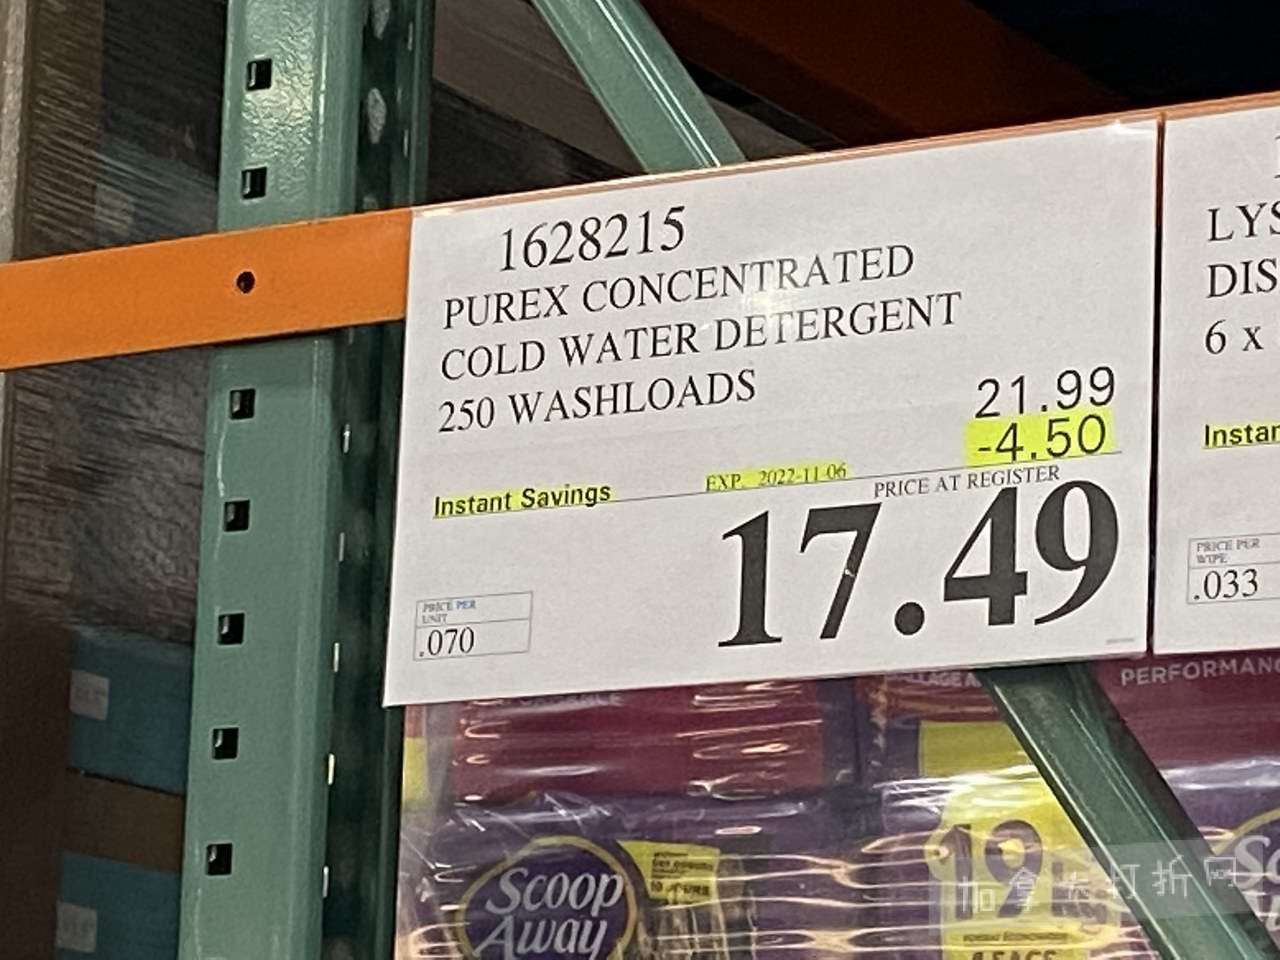 1628215
PUREX CONCENTRATED
COLD WATER DETERGENT
250 WASHLOADS
21.99
-4.50
Instant Savings
EXP. 2022-11-06
PRICE AT REGISTER
17.49
PRICE PER
UNIT
.070
LYS
DIS
6 x
Instan
PRICE PER
WIPE
.033
PERFORMANC
SCOOP
AWAY
19
加拿大打折网